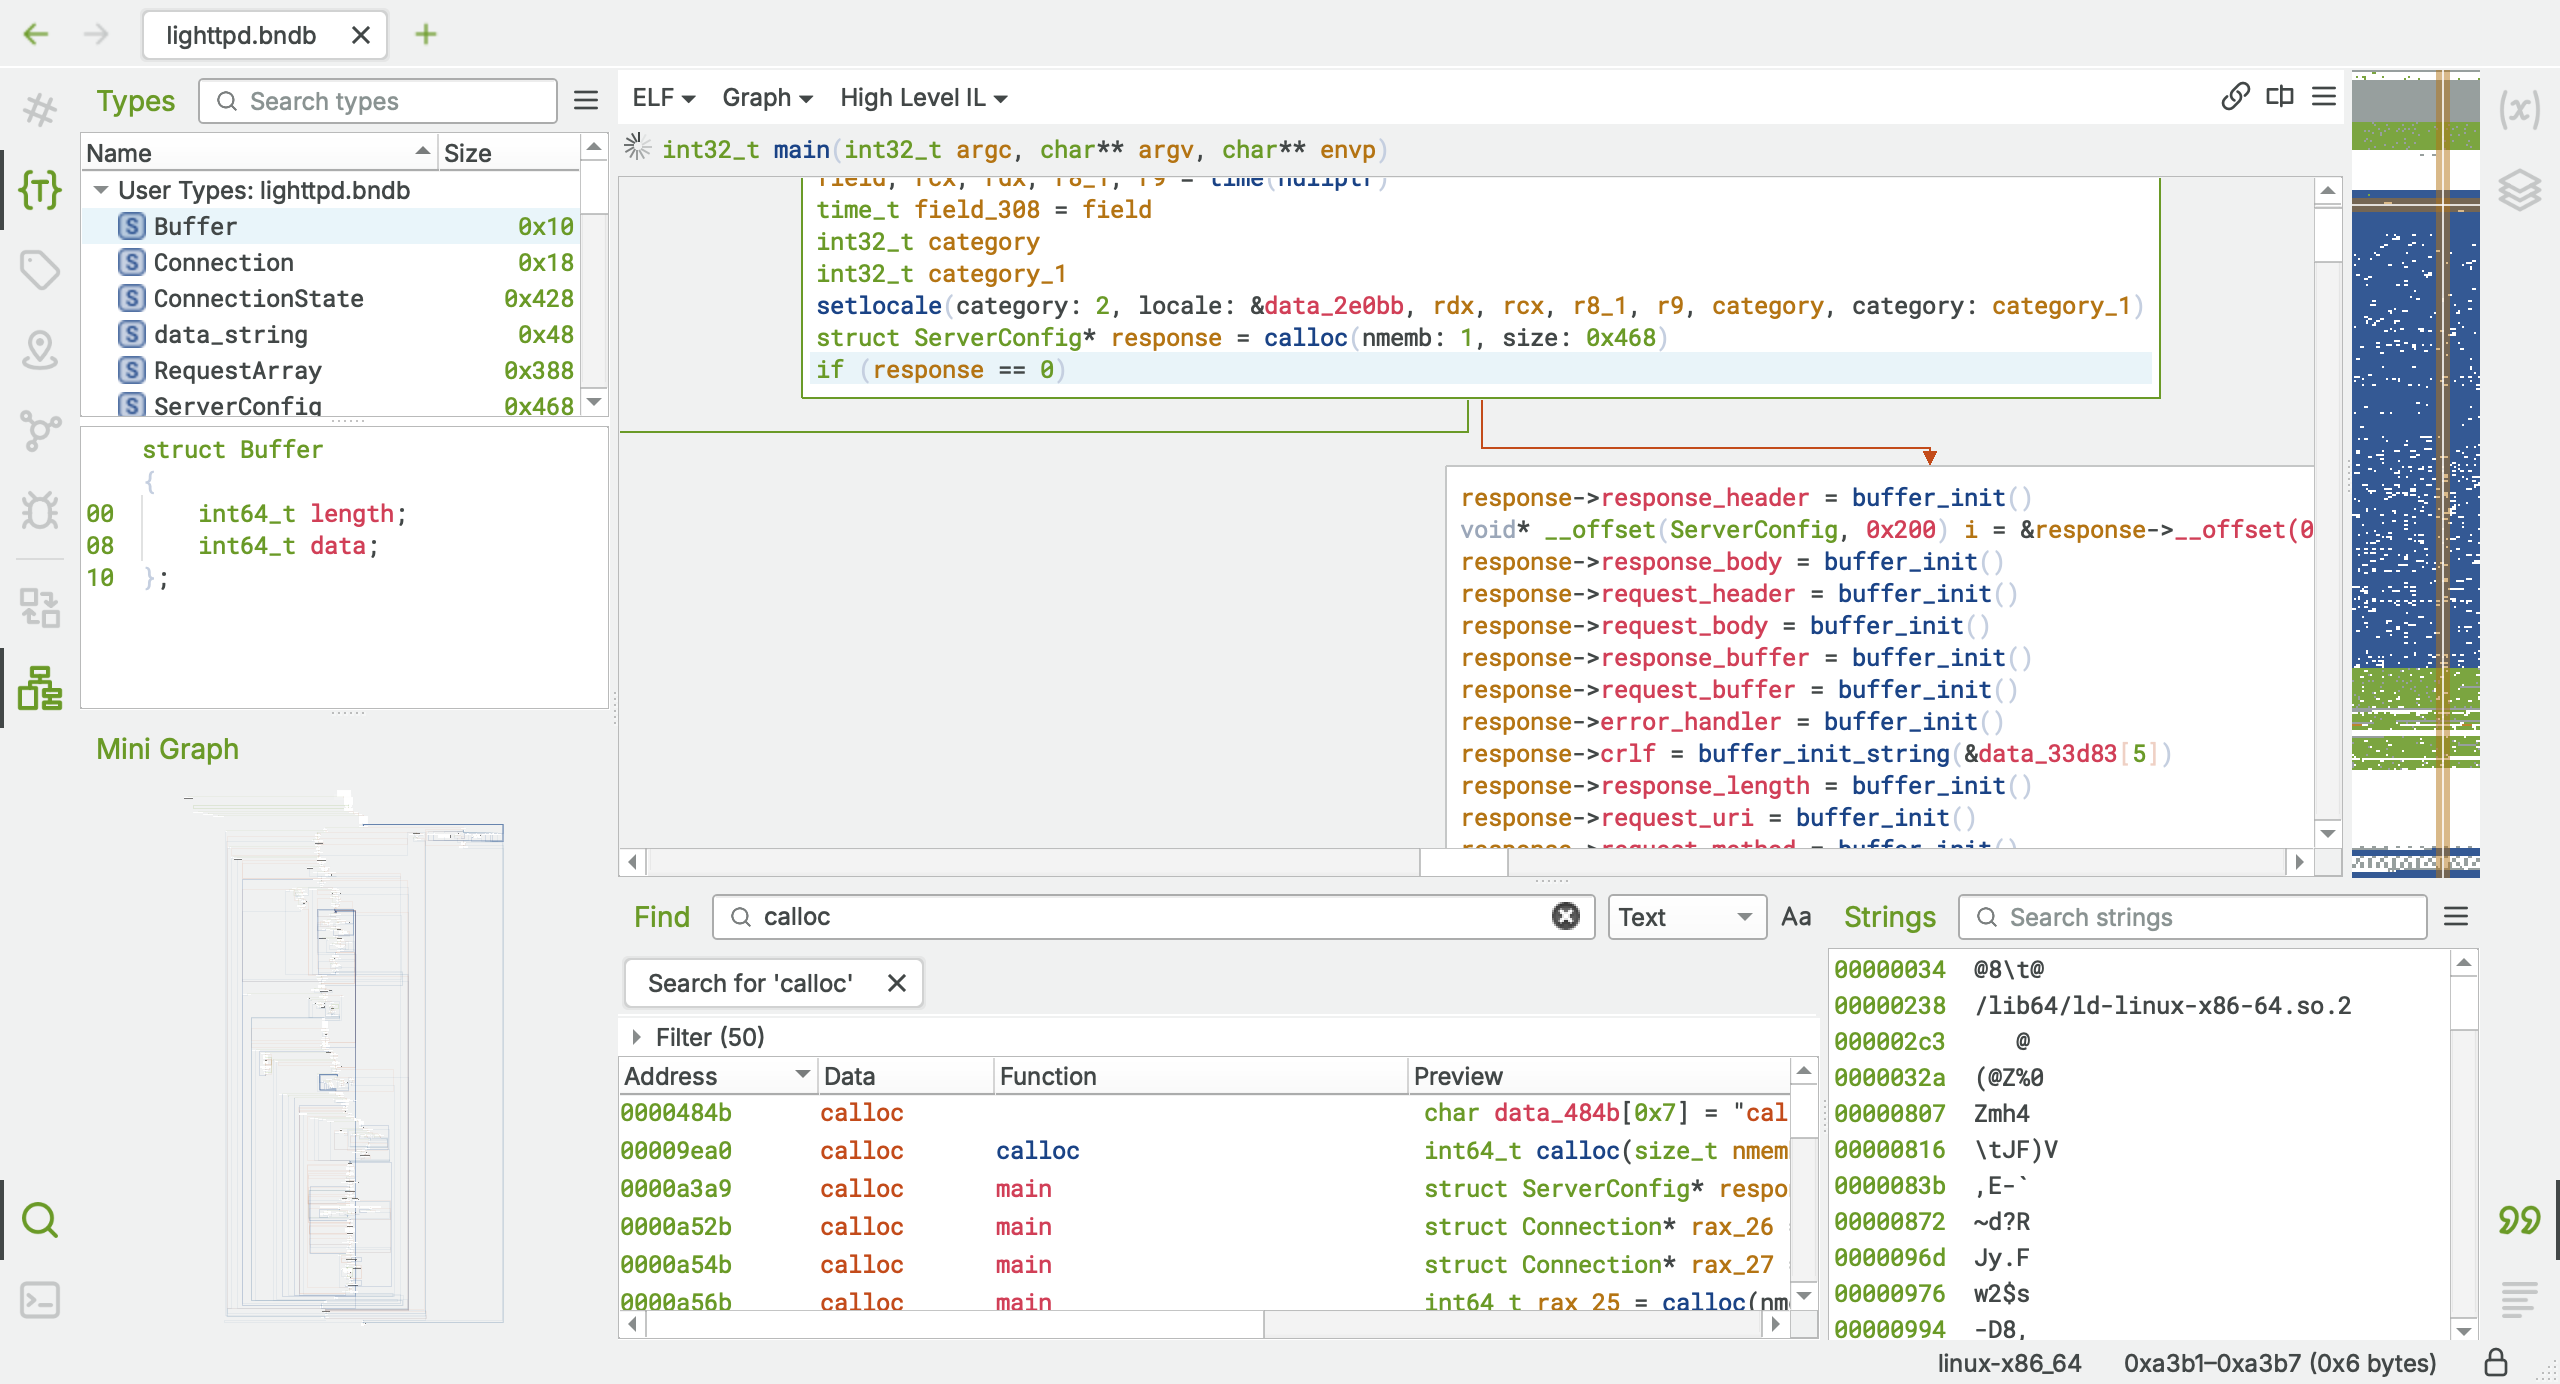 lighttpd.bndb
Types
Search types
Name
Size
User Types: lighttpd.bndb
S Buffer 0x10
S Connection 0x18
S ConnectionState 0x428
S data_string 0x48
S RequestArray 0x388
S ServerConfig 0x468
struct Buffer
{
00 int64_t length;
08 int64_t data;
10 };
Mini Graph
ELF
Graph
High Level IL
int32_t main(int32_t argc, char** argv, char** envp)
field, rcx, rdx, r8_1, r9 = time(nullptr)
time_t field_308 = field
int32_t category
int32_t category_1
setlocale(category: 2, locale: &data_2e0bb, rdx, rcx, r8_1, r9, category, category: category_1)
struct ServerConfig* response = calloc(nmemb: 1, size: 0x468)
if (response == 0)
response->response_header = buffer_init()
void* __offset(ServerConfig, 0x200) i = &response->__offset(0
response->response_body = buffer_init()
response->request_header = buffer_init()
response->request_body = buffer_init()
response->response_buffer = buffer_init()
response->request_buffer = buffer_init()
response->error_handler = buffer_init()
response->crlf = buffer_init_string(&data_33d83[5])
response->response_length = buffer_init()
response->request_uri = buffer_init()
response->request_method = buffer_init()
Find
calloc
Text
Aa
Search for 'calloc'
Filter (50)
Address Data Function Preview
0000484b calloc char data_484b[0x7] = "cal
00009ea0 calloc calloc int64_t calloc(size_t nmem
0000a3a9 calloc main struct ServerConfig* respo
0000a52b calloc main struct Connection* rax_26
0000a54b calloc main struct Connection* rax_27
0000a56b calloc main int64_t rax_25 = calloc(nm
Strings
Search strings
00000034 @8\t@
00000238 /lib64/ld-linux-x86-64.so.2
000002c3 @
0000032a (@Z%0
00000807 Zmh4
00000816 \tJF)V
0000083b ,E-`
00000872 ~d?R
0000096d Jy.F
00000976 w2$s
00000994 -D8,
linux-x86_64
0xa3b1–0xa3b7 (0x6 bytes)